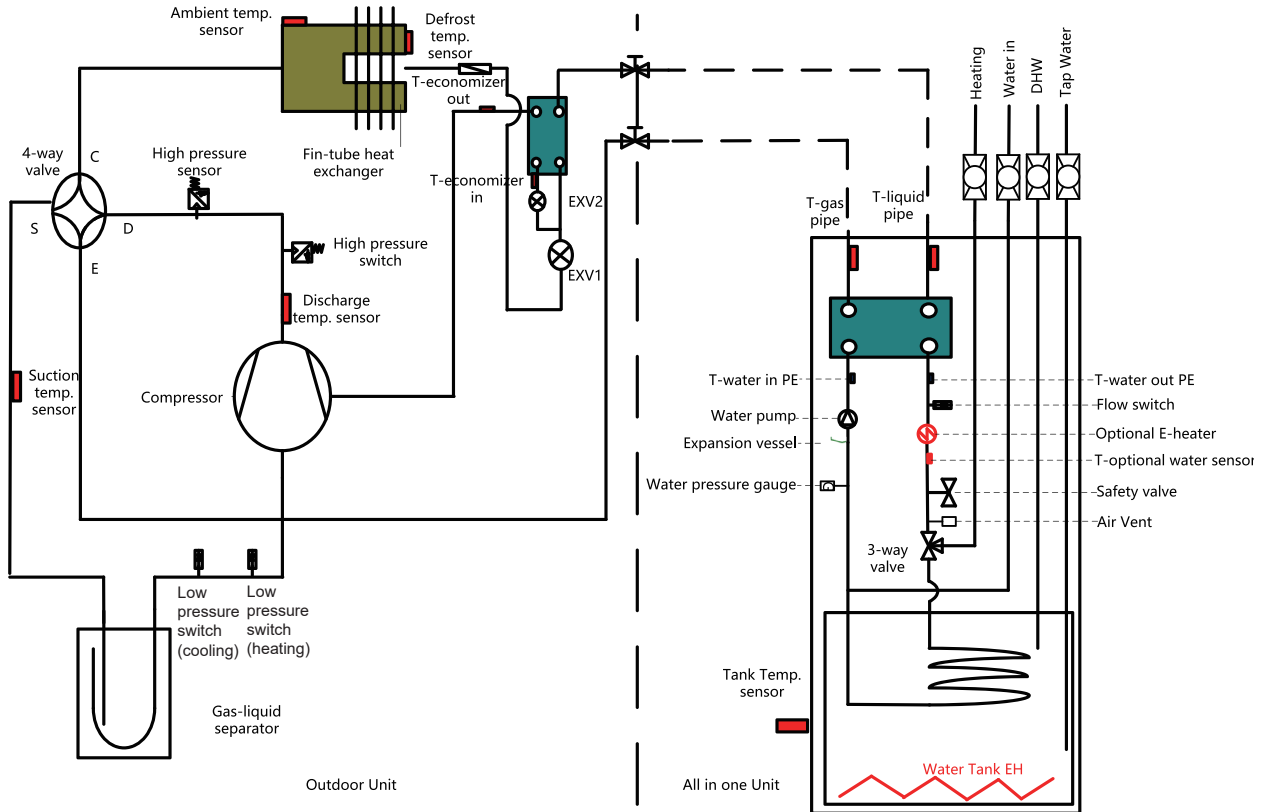 Ambient temp.
sensor
Defrost
temp.
sensor
T-economizer
out
Heating
Water in
DHW
Tap Water
4-way
valve
C
S
D
E
High pressure
sensor
Fin-tube heat
exchanger
T-economizer
in
EXV2
EXV1
High pressure
switch
T-gas
pipe
T-liquid
pipe
Discharge
temp. sensor
Suction
temp.
sensor
Compressor
T-water in PE
T-water out PE
Water pump
Flow switch
Expansion vessel
Optional E-heater
T-optional water sensor
Water pressure gauge
Safety valve
Air Vent
3-way
valve
Low
pressure
switch
(cooling)
Low
pressure
switch
(heating)
Gas-liquid
separator
Tank Temp.
sensor
Water Tank EH
Outdoor Unit
All in one Unit